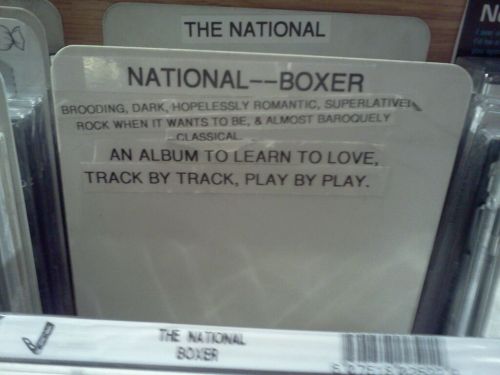 THE NATIONAL
NATIONAL--BOXER
BROODING, DARK, HOPELESSLY ROMANTIC, SUPERLATIVE
ROCK WHEN IT WANTS TO BE, & ALMOST BAROQUELY
CLASSICAL.
AN ALBUM TO LEARN TO LOVE,
TRACK BY TRACK, PLAY BY PLAY.
THE NATIONAL
BOXER